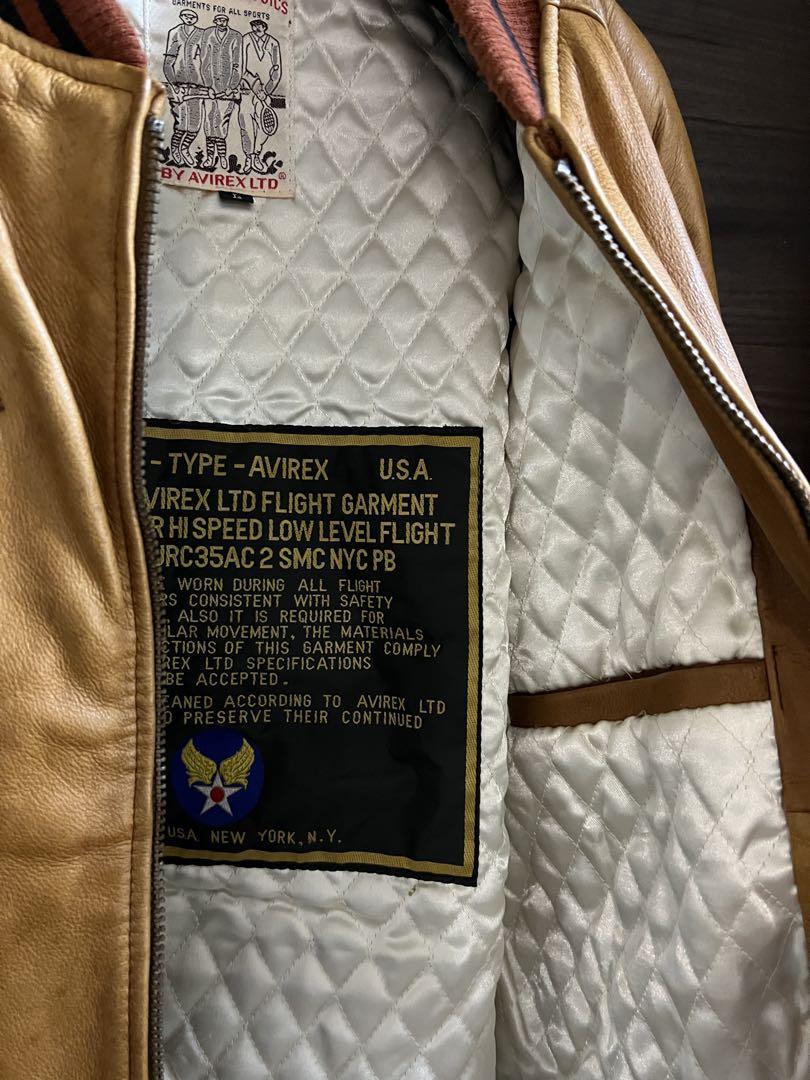 GARMENTS FOR ALL SPORTS
BY AVIREX LTD®
- TYPE - AVIREX U.S.A.
VIREX LTD FLIGHT GARMENT
R HI SPEED LOW LEVEL FLIGHT
URC35AC 2 SMC NYC PB
WORN DURING ALL FLIGHT
RS CONSISTENT WITH SAFETY
ALSO IT IS REQUIRED FOR
LAR MOVEMENT, THE MATERIALS
CTIONS OF THIS GARMENT COMPLY
REX LTD SPECIFICATIONS
BE ACCEPTED.
EANED ACCORDING TO AVIREX LTD
O PRESERVE THEIR CONTINUED
USA NEW YORK, N.Y.